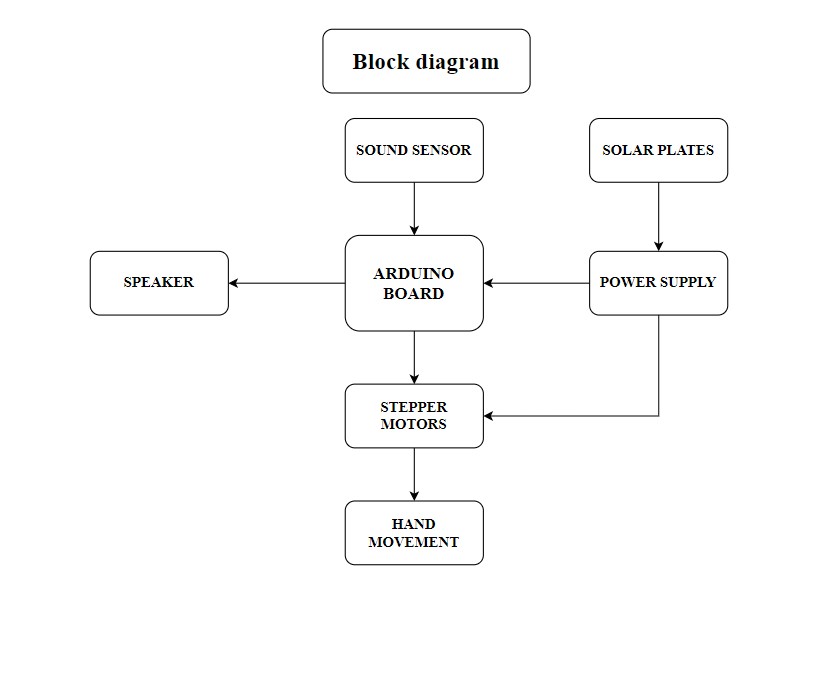 Block diagram
SOUND SENSOR
SOLAR PLATES
SPEAKER
ARDUINO
BOARD
POWER SUPPLY
STEPPER
MOTORS
HAND
MOVEMENT